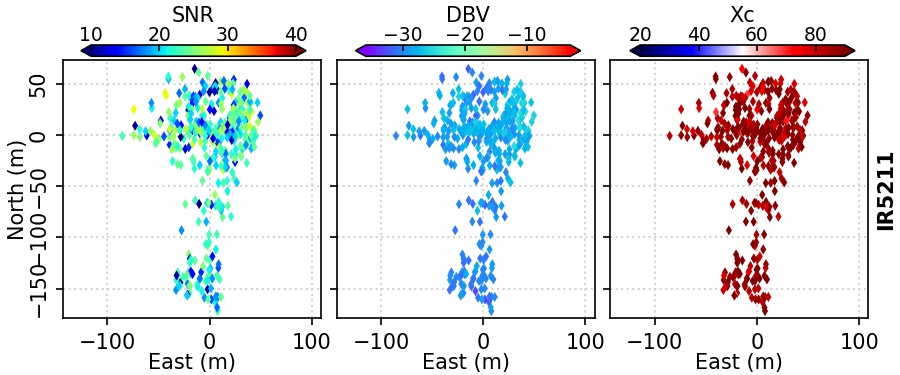 SNR DBV Xc
10 20 30 40 −30 −20 −10 20 40 60 80
North (m)
50
0
−50
−100
−150
−100 0 100 −100 0 100 −100 0 100
East (m) East (m) East (m)
IR5211